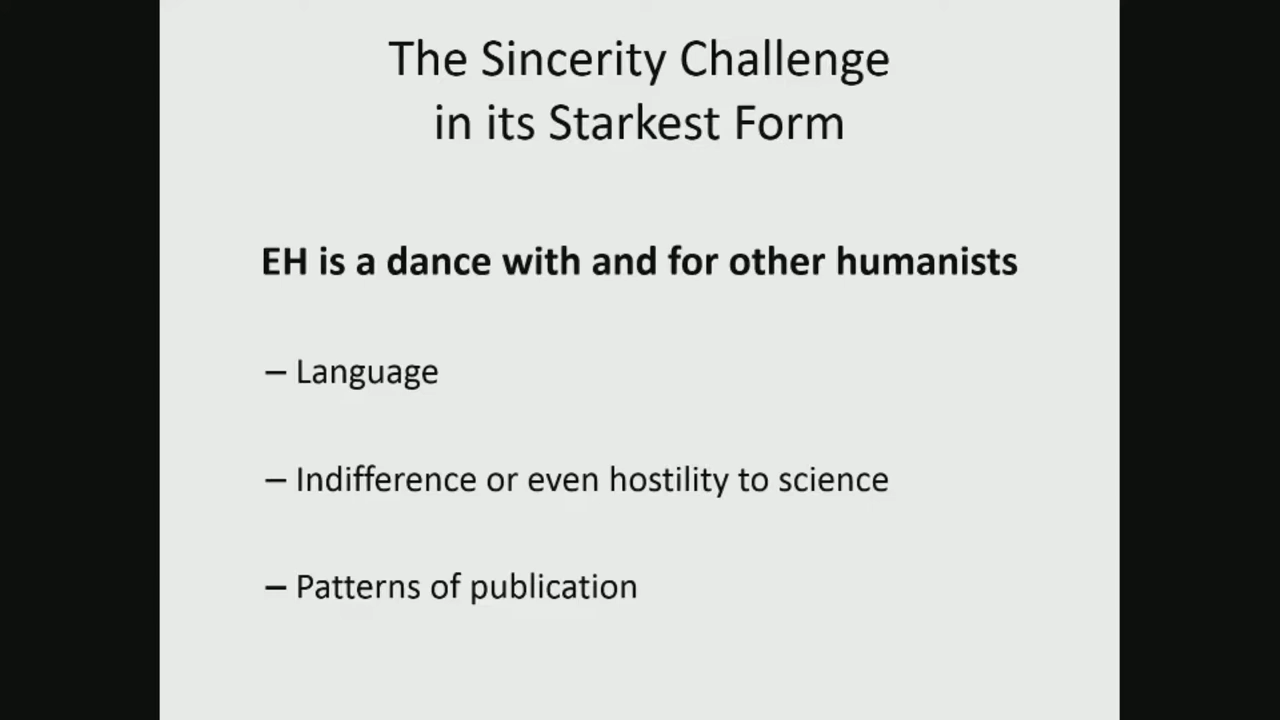 The Sincerity Challenge
in its Starkest Form
EH is a dance with and for other humanists
– Language
– Indifference or even hostility to science
– Patterns of publication